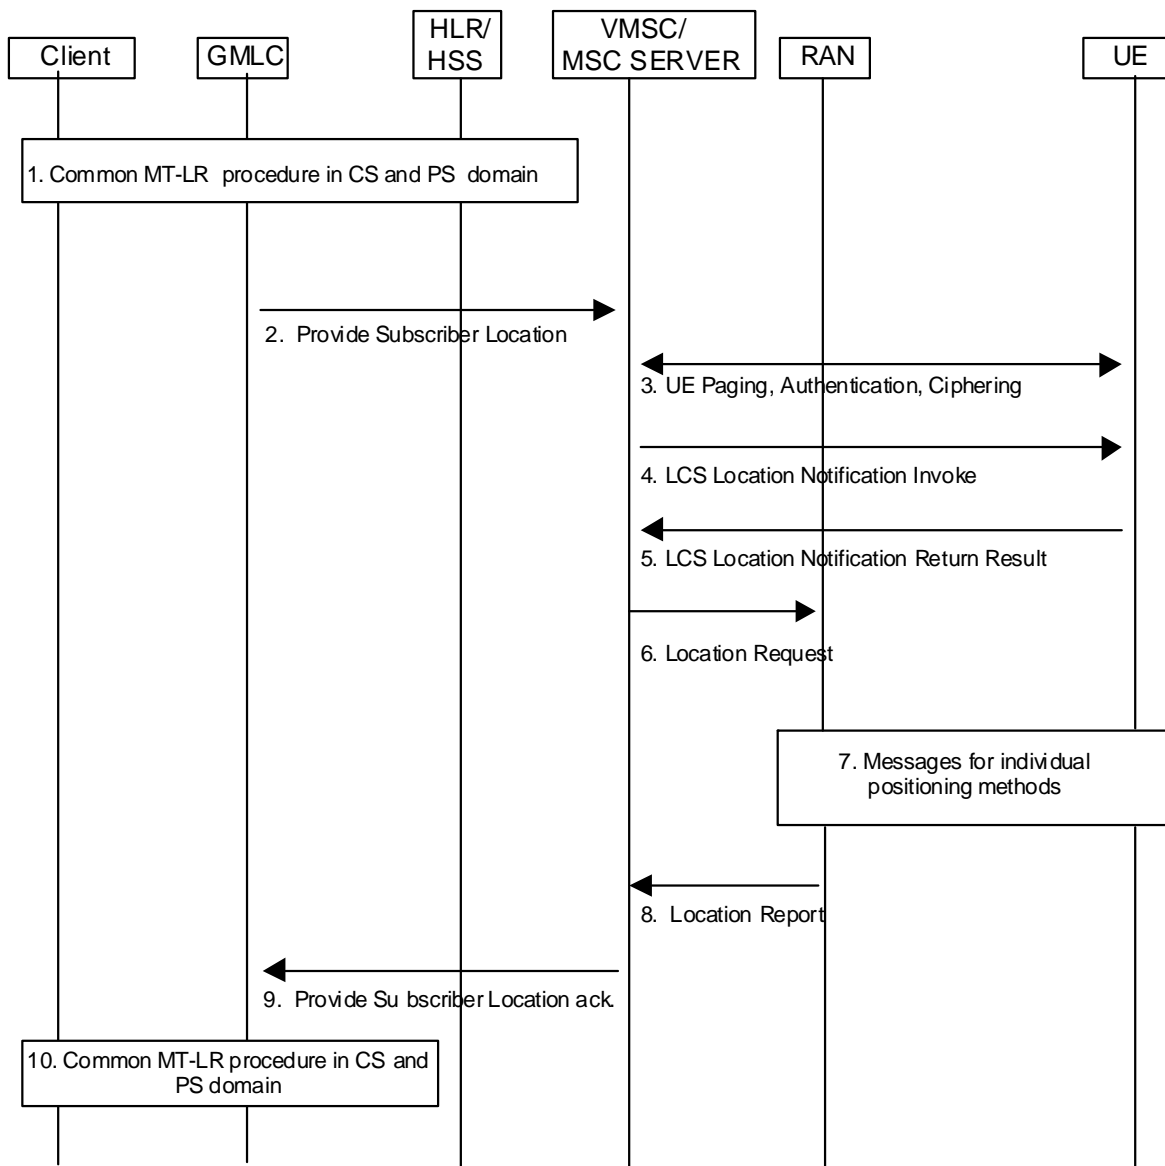 Client
GMLC
HLR/
HSS
VMSC/
MSC SERVER
RAN
UE
1. Common MT-LR procedure in CS and PS domain
2. Provide Subscriber Location
3. UE Paging, Authentication, Ciphering
4. LCS Location Notification Invoke
5. LCS Location Notification Return Result
6. Location Request
7. Messages for individual
positioning methods
8. Location Report
9. Provide Su bscriber Location ack.
10. Common MT-LR procedure in CS and
PS domain